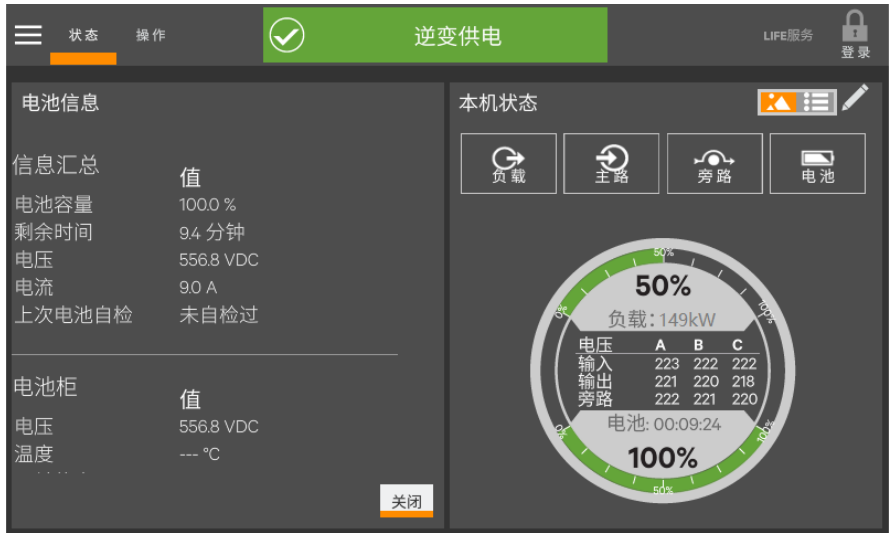 状态 操作 逆变供电 LIFE服务 登录
电池信息
信息汇总 值
电池容量 100.0 %
剩余时间 9.4 分钟
电压 556.8 VDC
电流 9.0 A
上次电池自检 未自检过
电池柜 值
电压 556.8 VDC
温度 --- °C
关闭
本机状态
负载 主路 旁路 电池
50%
0% 100%
50%
负载：149kW
电压 A B C
输入 223 222 222
输出 221 220 218
旁路 222 221 220
电池: 00:09:24
0% 100%
100%
50%